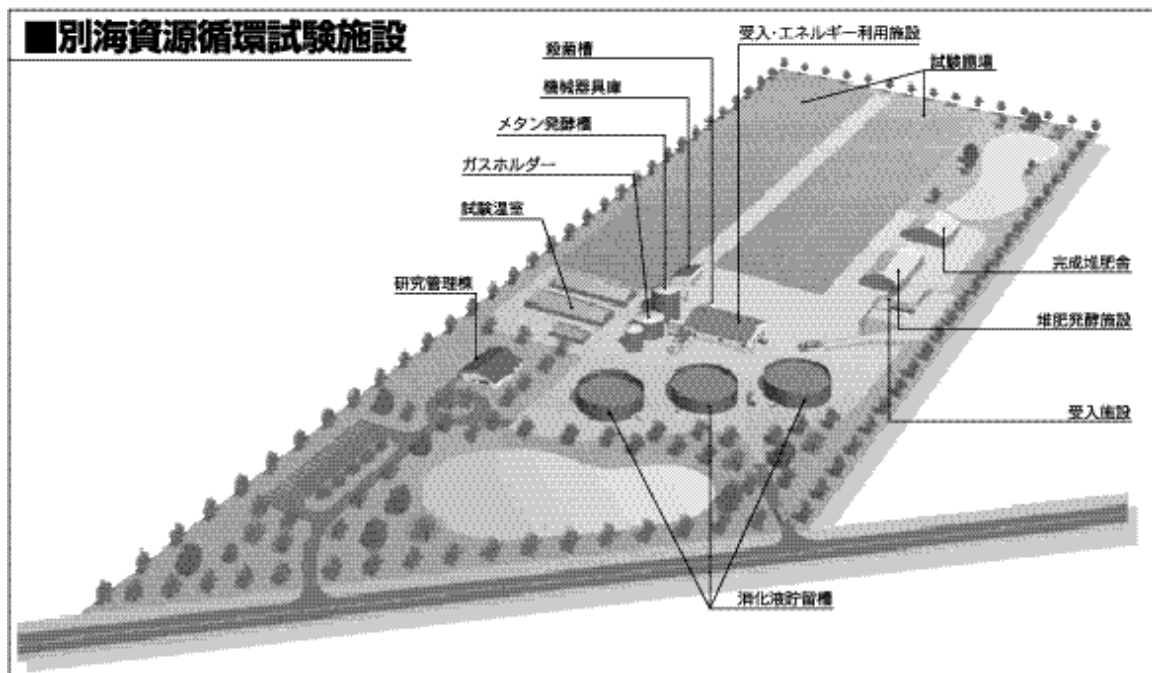 ■別海資源循環試験施設
殺菌槽
受入・エネルギー利用施設
機械器具庫
試験圃場
メタン発酵槽
ガスホルダー
試験温室
研究管理棟
完成堆肥舎
堆肥発酵施設
受入施設
消化液貯留槽